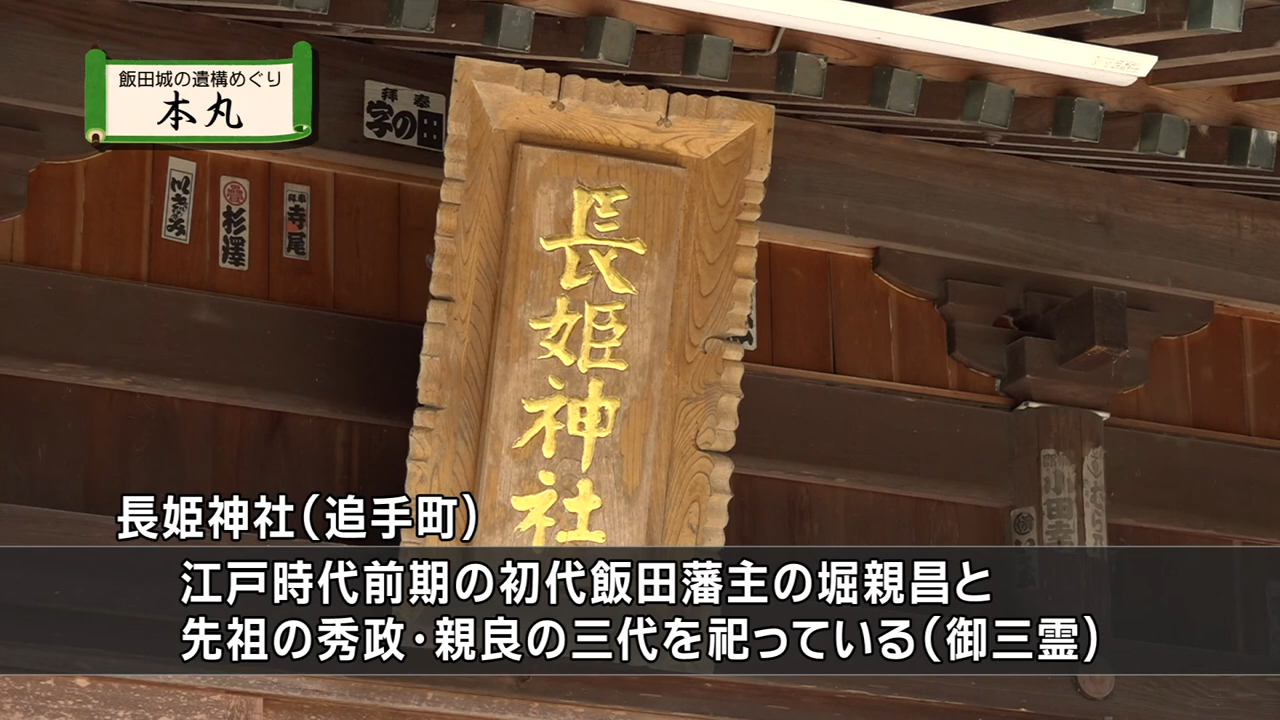 飯田城の遺構めぐり
本丸
拝 奉
字の田
杉澤
拝奉
寺尾
長姫神社
長姫神社(追手町)
江戸時代前期の初代飯田藩主の堀親昌と
先祖の秀政・親良の三代を祀っている(御三霊)